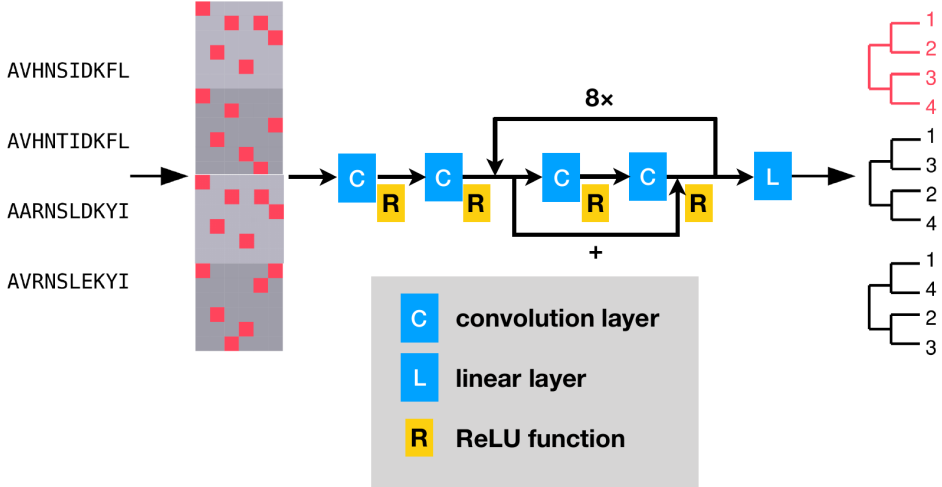 AVHNSIDKFL
AVHNTIDKFL
AARNSLDKYI
AVRNSLEKYI
8×
C
R
C
R
C
R
C
R
L
+
C convolution layer
L linear layer
R ReLU function
1
2
3
4
1
3
2
4
1
4
2
3